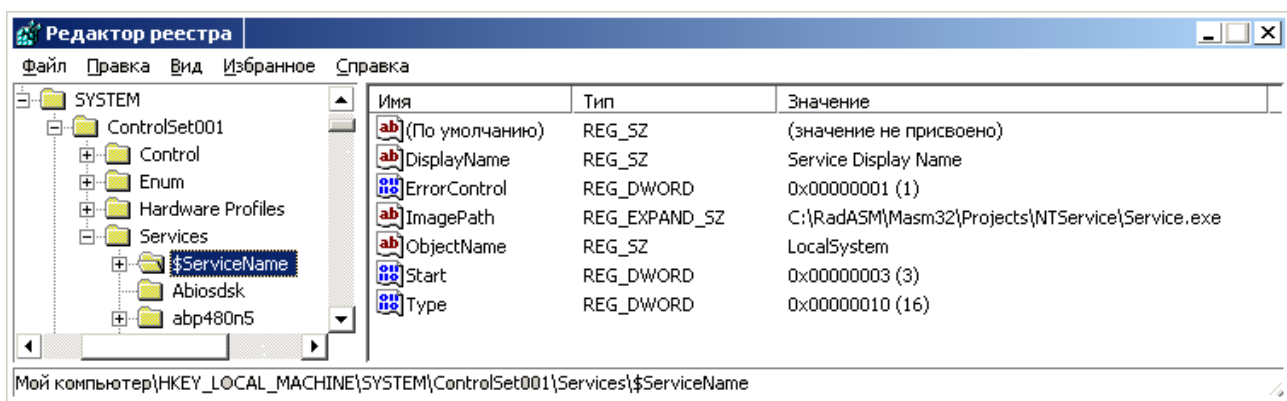 Редактор реестра
Файл Правка Вид Избранное Справка
SYSTEM
ControlSet001
Control
Enum
Hardware Profiles
Services
$ServiceName
Abiosdsk
abp480n5
Имя Тип Значение
(По умолчанию) REG_SZ (значение не присвоено)
DisplayName REG_SZ Service Display Name
ErrorControl REG_DWORD 0x00000001 (1)
ImagePath REG_EXPAND_SZ C:\RadASM\Masm32\Projects\NTService\Service.exe
ObjectName REG_SZ LocalSystem
Start REG_DWORD 0x00000003 (3)
Type REG_DWORD 0x00000010 (16)
Мой компьютер\HKEY_LOCAL_MACHINE\SYSTEM\ControlSet001\Services\$ServiceName